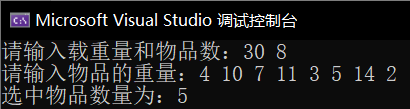 Microsoft Visual Studio 调试控制台
请输入载重量和物品数：30 8
请输入物品的重量：4 10 7 11 3 5 14 2
选中物品数量为：5